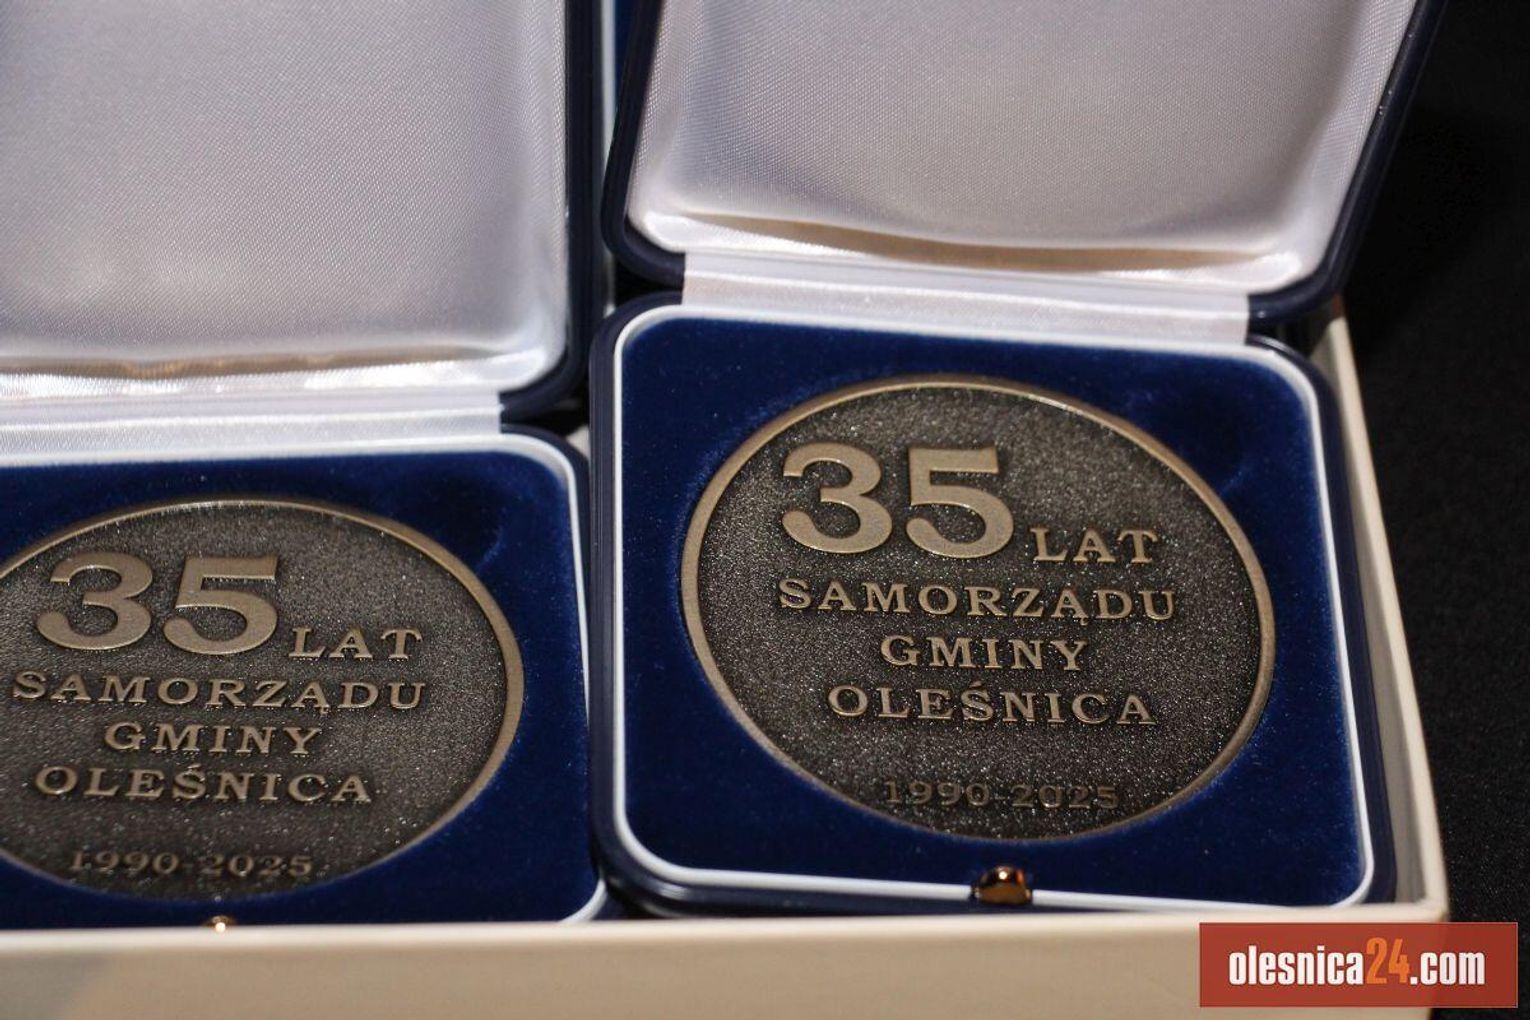 35 LAT
SAMORZĄDU
GMINY
OLEŚNICA
1990-2025
35 LAT
SAMORZĄDU
GMINY
OLEŚNICA
1990-2025
olesnica24.com